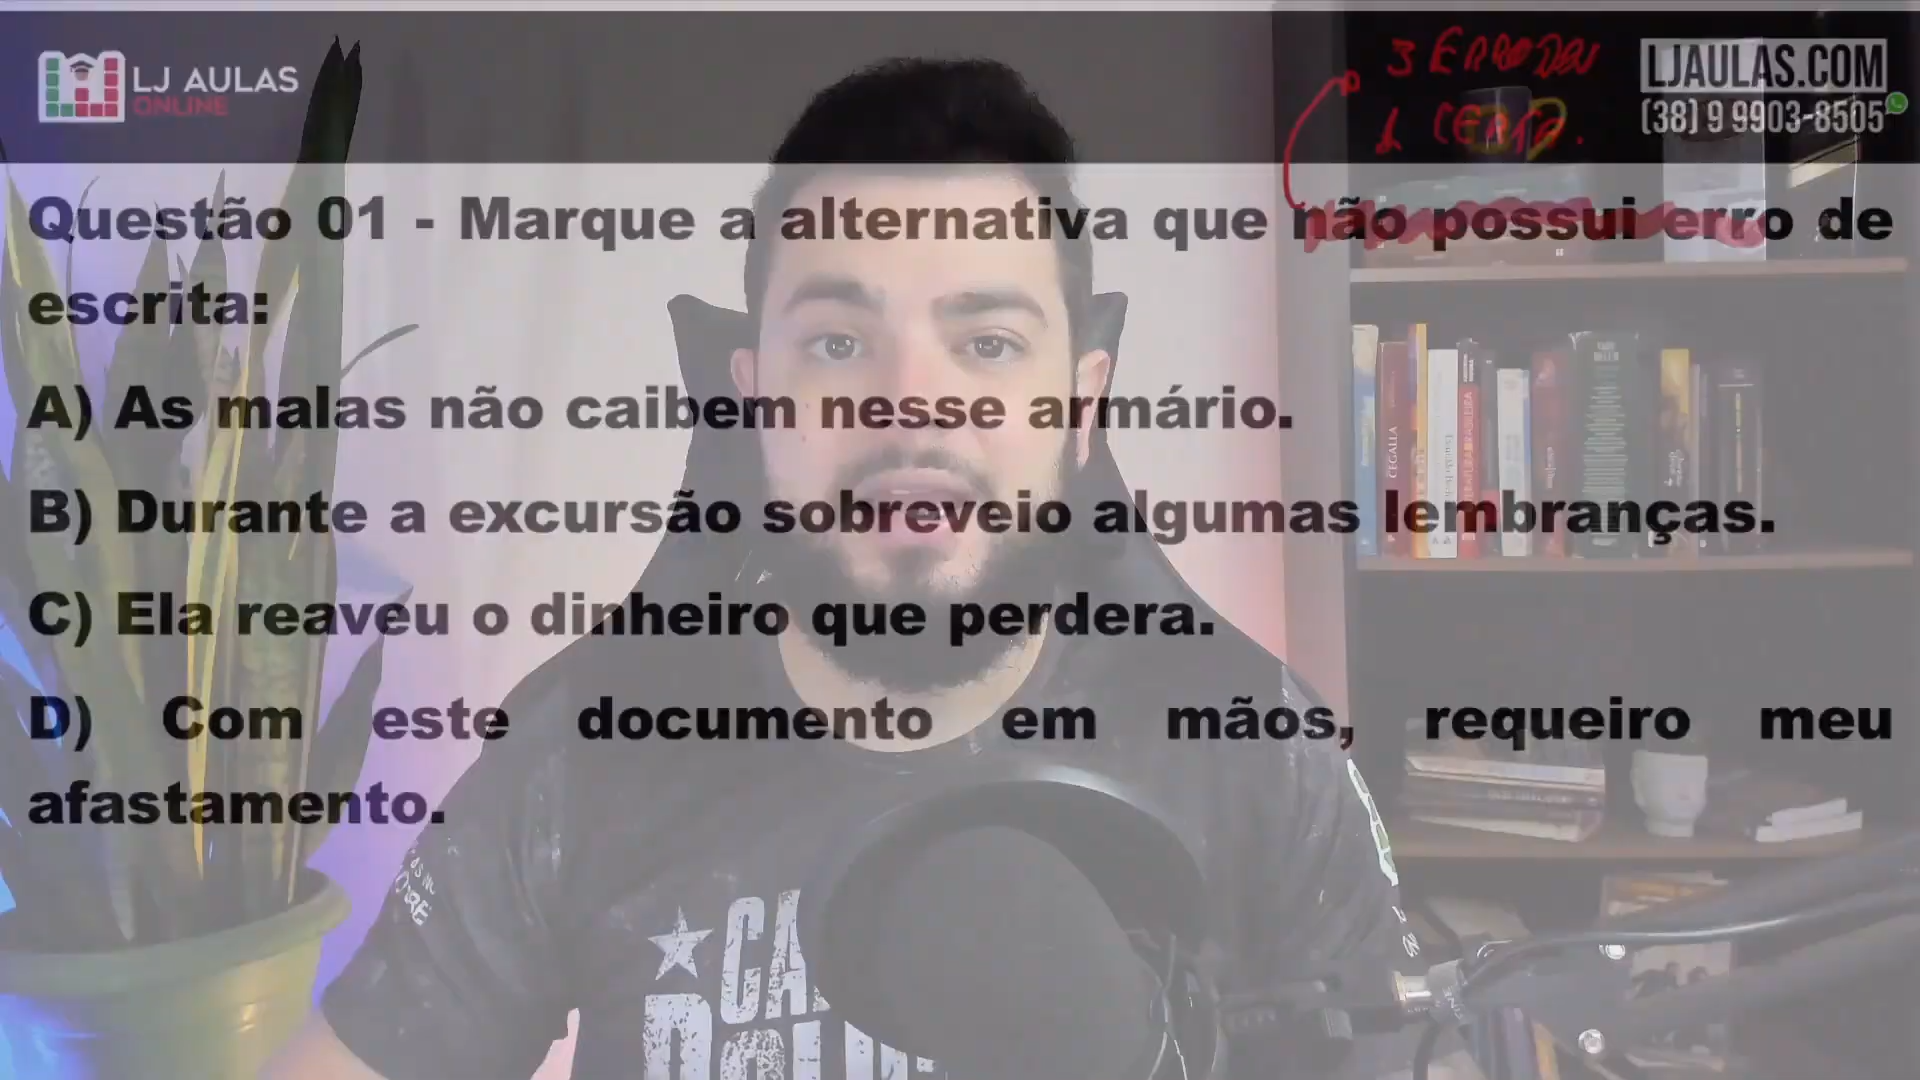 LJ AULAS
ONLINE
3 ERRADAS
1 CERTA.
LJAULAS.COM
(38) 9 9903-8505
Questão 01 - Marque a alternativa que não possui erro de
escrita:
A) As malas não caibem nesse armário.
B) Durante a excursão sobreveio algumas lembranças.
C) Ela reaveu o dinheiro que perdera.
D) Com este documento em mãos, requeiro meu
afastamento.
CEGALLA
CA